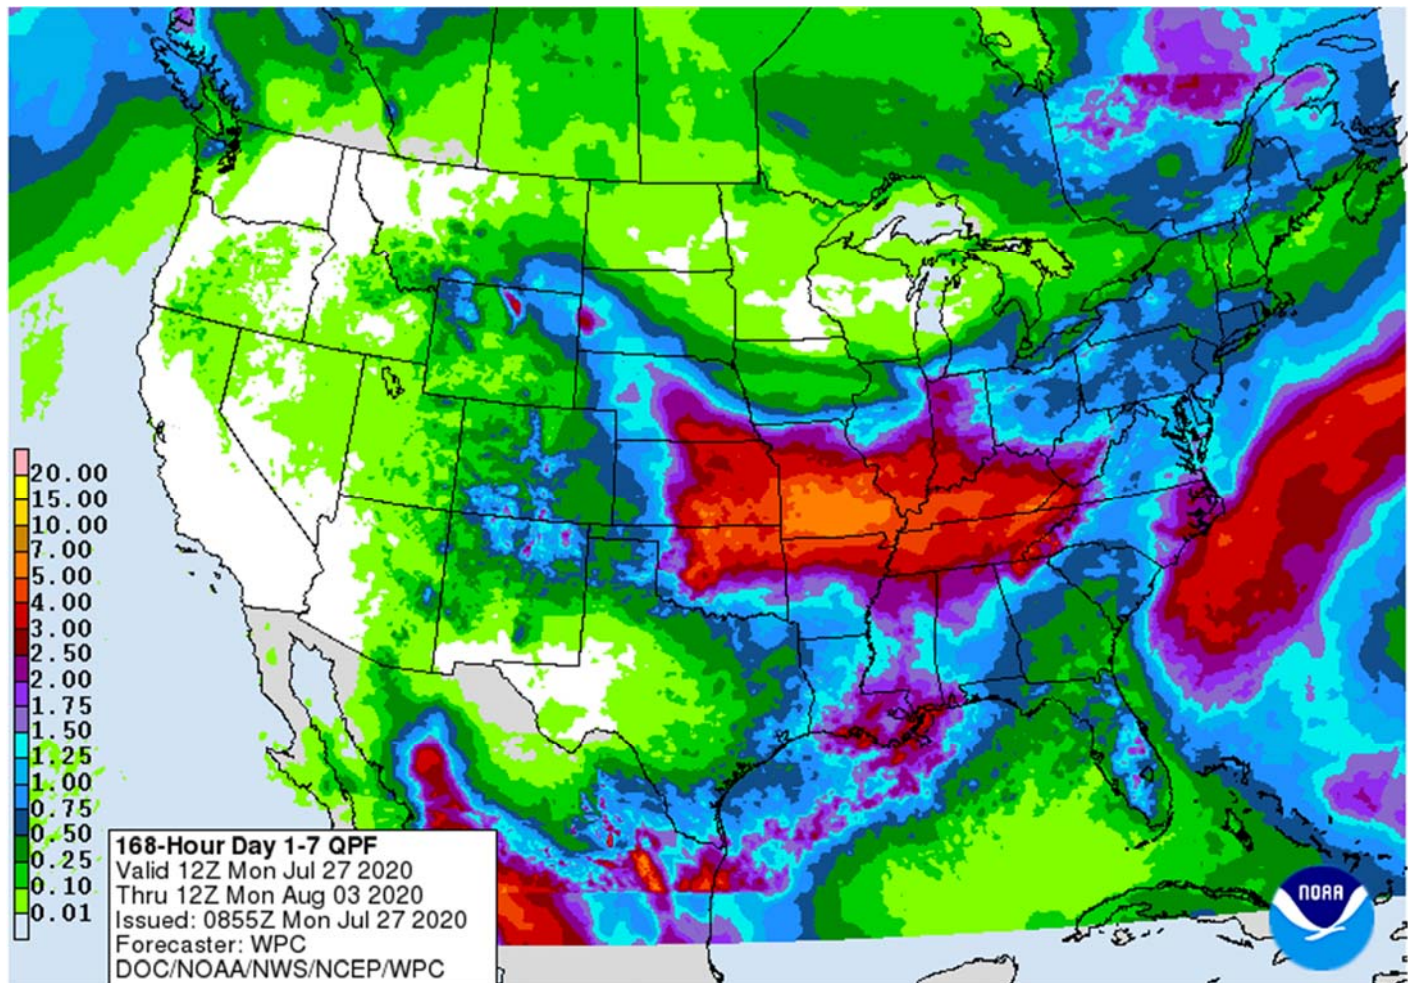 20.00
15.00
10.00
7.00
5.00
4.00
3.00
2.50
2.00
1.75
1.50
1.25
1.00
0.75
0.50
0.25
0.10
0.01
168-Hour Day 1-7 QPF
Valid 12Z Mon Jul 27 2020
Thru 12Z Mon Aug 03 2020
Issued: 0855Z Mon Jul 27 2020
Forecaster: WPC
DOC/NOAA/NWS/NCEP/WPC
NOAA